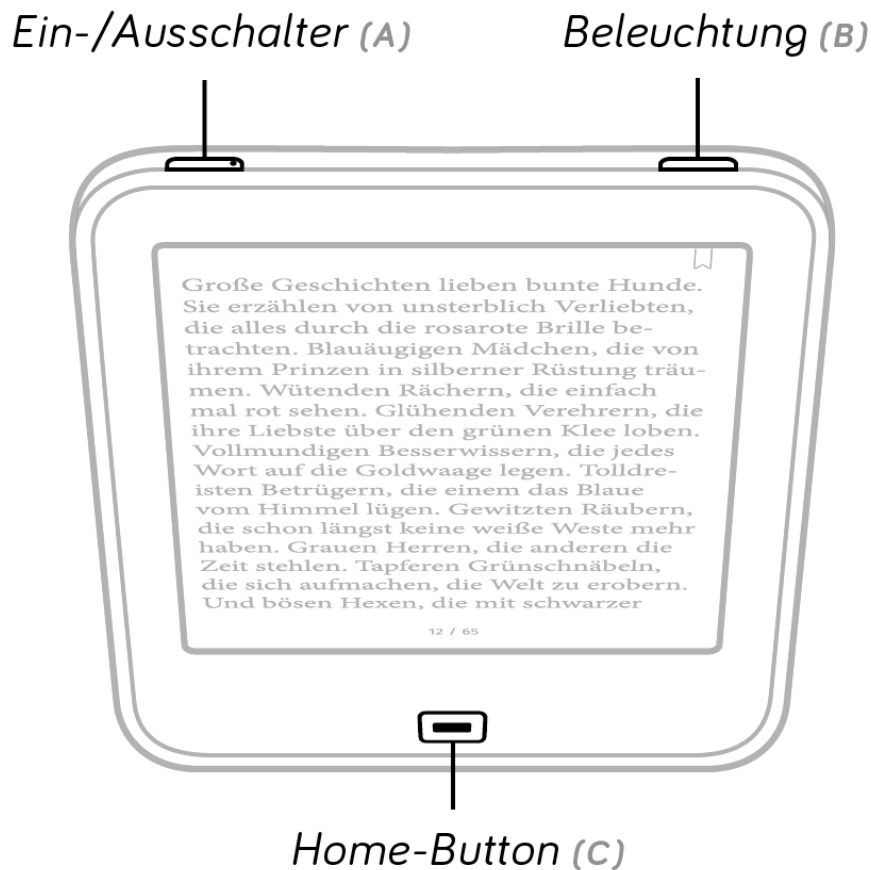 Ein-/Ausschalter (A)
Beleuchtung (B)
Große Geschichten lieben bunte Hunde.
Sie erzählen von unsterblich Verliebten,
die alles durch die rosarote Brille be-
trachten. Blauäugigen Mädchen, die von
ihrem Prinzen in silberner Rüstung träu-
men. Wütenden Rächern, die einfach
mal rot sehen. Glühenden Verehrern, die
ihre Liebste über den grünen Klee loben.
Vollmundigen Besserwissern, die jedes
Wort auf die Goldwaage legen. Tolldre-
isten Betrügern, die einem das Blaue
vom Himmel lügen. Gewitzten Räubern,
die schon längst keine weiße Weste mehr
haben. Grauen Herren, die anderen die
Zeit stehlen. Tapferen Grünschnäbeln,
die sich aufmachen, die Welt zu erobern.
Und bösen Hexen, die mit schwarzer
12 / 65
Home-Button (C)